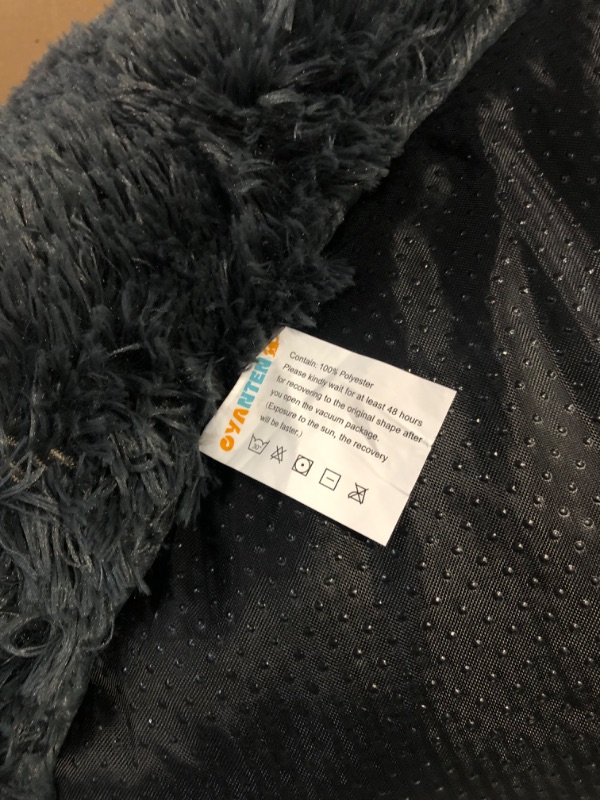 OYANTEN
Contain: 100% Polyester
Please kindly wait for at least 48 hours
for recovering to the original shape after
you open the vacuum package.
(Exposure to the sun, the recovery
will be faster.)
30°